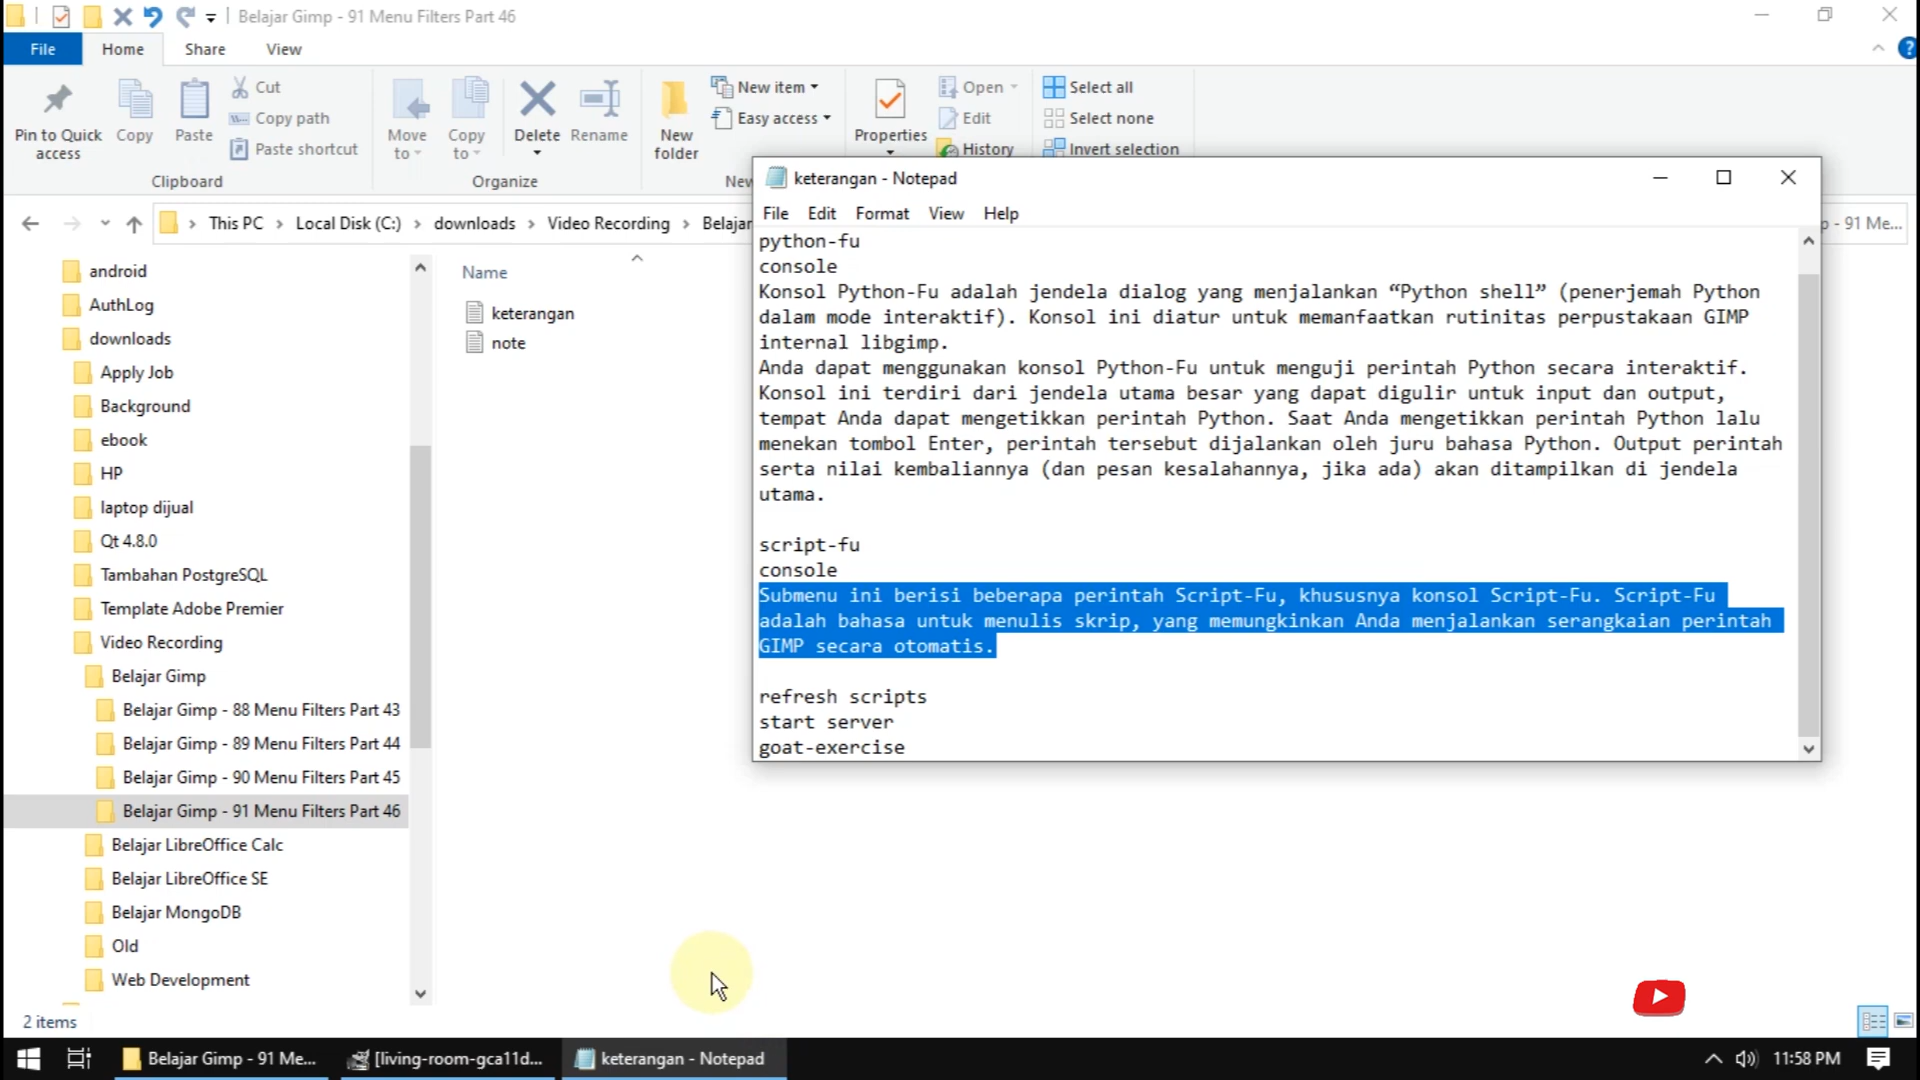 Belajar Gimp - 91 Menu Filters Part 46
File Home Share View
Pin to Quick access
Copy
Paste
Cut
Copy path
Paste shortcut
Clipboard
Move to
Copy to
Delete
Rename
Organize
New folder
New item
Easy access
New
Properties
Open
Edit
History
Select all
Select none
Invert selection
This PC > Local Disk (C:) > downloads > Video Recording > Belajar
- 91 Me...
android
AuthLog
downloads
Apply Job
Background
ebook
HP
laptop dijual
Qt 4.8.0
Tambahan PostgreSQL
Template Adobe Premier
Video Recording
Belajar Gimp
Belajar Gimp - 88 Menu Filters Part 43
Belajar Gimp - 89 Menu Filters Part 44
Belajar Gimp - 90 Menu Filters Part 45
Belajar Gimp - 91 Menu Filters Part 46
Belajar LibreOffice Calc
Belajar LibreOffice SE
Belajar MongoDB
Old
Web Development
2 items
Name
keterangan
note
keterangan - Notepad
File Edit Format View Help
python-fu
console
Konsol Python-Fu adalah jendela dialog yang menjalankan “Python shell” (penerjemah Python
dalam mode interaktif). Konsol ini diatur untuk memanfaatkan rutinitas perpustakaan GIMP
internal libgimp.
Anda dapat menggunakan konsol Python-Fu untuk menguji perintah Python secara interaktif.
Konsol ini terdiri dari jendela utama besar yang dapat digulir untuk input dan output,
tempat Anda dapat mengetikkan perintah Python. Saat Anda mengetikkan perintah Python lalu
menekan tombol Enter, perintah tersebut dijalankan oleh juru bahasa Python. Output perintah
serta nilai kembaliannya (dan pesan kesalahannya, jika ada) akan ditampilkan di jendela
utama.
script-fu
console
Submenu ini berisi beberapa perintah Script-Fu, khususnya konsol Script-Fu. Script-Fu
adalah bahasa untuk menulis skrip, yang memungkinkan Anda menjalankan serangkaian perintah
GIMP secara otomatis.
refresh scripts
start server
goat-exercise
Belajar Gimp - 91 Me...
[living-room-gca11d...
keterangan - Notepad
11:58 PM